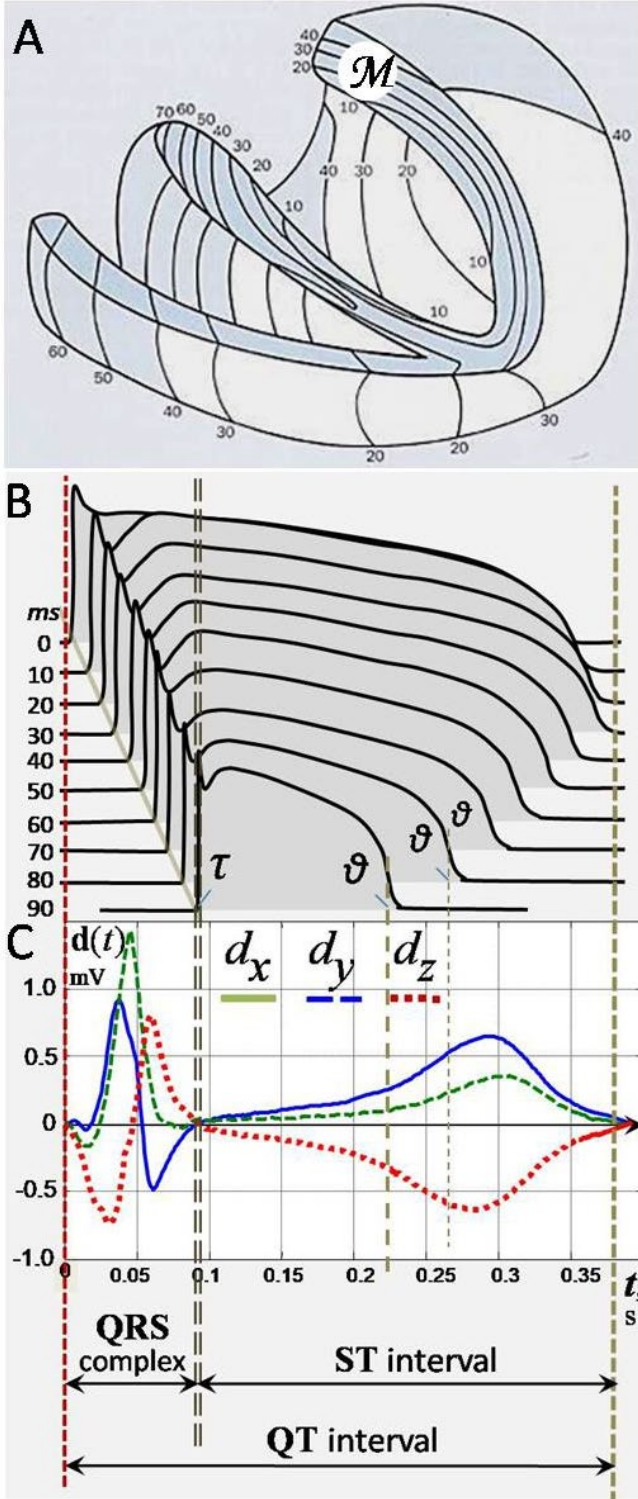 A
40
30
20
M
10
40
70
60
50
40
30
20
10
40
30
20
10
10
60
50
40
30
20
20
30
B
ms
0
10
20
30
40
50
60
70
80
90
τ
ϑ
ϑ
ϑ
C
d(t)
mV
d_x d_y d_z
1.0
0.5
0
-0.5
-1.0
0 0.05 0.1 0.15 0.2 0.25 0.3 0.35 t,
s
QRS
complex
ST interval
QT interval